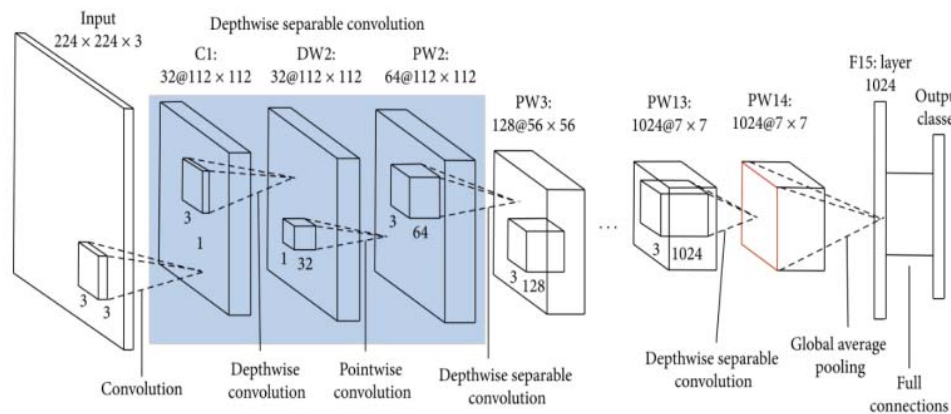 Input
224 × 224 × 3
Depthwise separable convolution
C1:
32@112 × 112
DW2:
32@112 × 112
PW2:
64@112 × 112
PW3:
128@56 × 56
PW13:
1024@7 × 7
PW14:
1024@7 × 7
F15: layer
1024
Output
classe
3
3
3
1
1
32
3
64
3
128
...
3
1024
Convolution
Depthwise
convolution
Pointwise
convolution
Depthwise separable
convolution
Depthwise separable
convolution
Global average
pooling
Full
connections